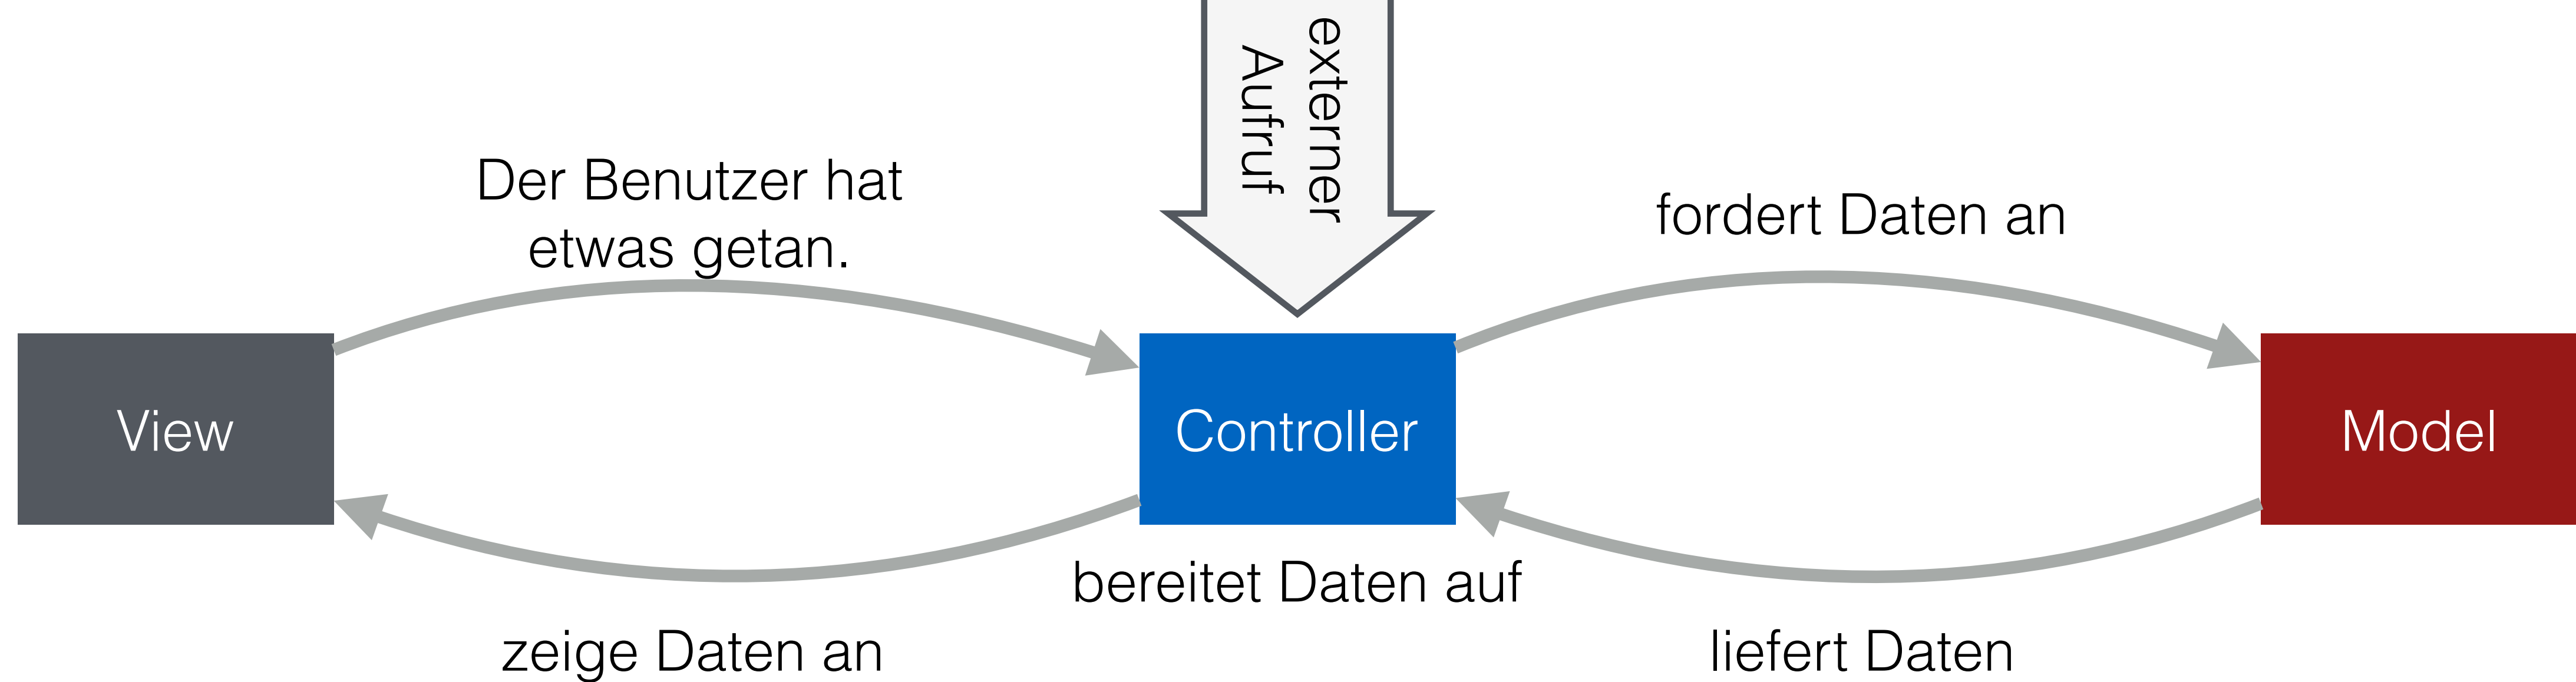 externer
Aufruf
Der Benutzer hat
etwas getan.
fordert Daten an
View
Controller
Model
bereitet Daten auf
zeige Daten an
liefert Daten